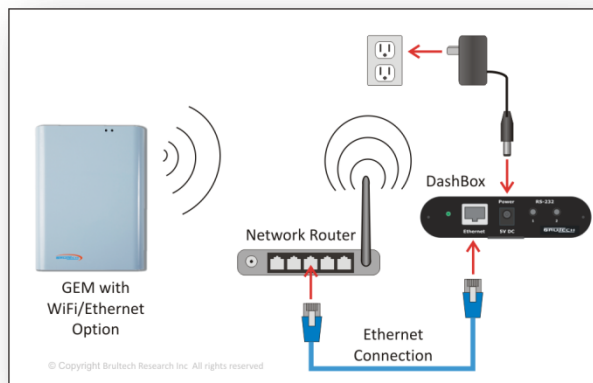 DashBox
Power
RS-232
Ethernet
5V DC
BRULTECH
Network Router
GEM with
WiFi/Ethernet
Option
Ethernet
Connection
© Copyright Brultech Research Inc All rights reserved